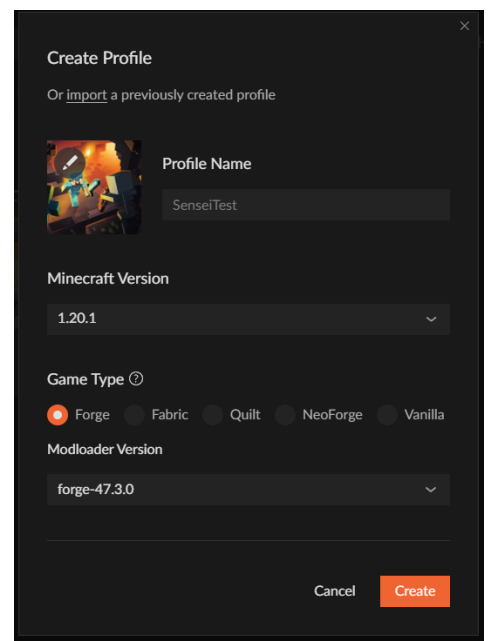 Create Profile
Or import a previously created profile
Profile Name
SenseiTest
Minecraft Version
1.20.1
Game Type
Forge Fabric Quilt NeoForge Vanilla
Modloader Version
forge-47.3.0
Cancel Create